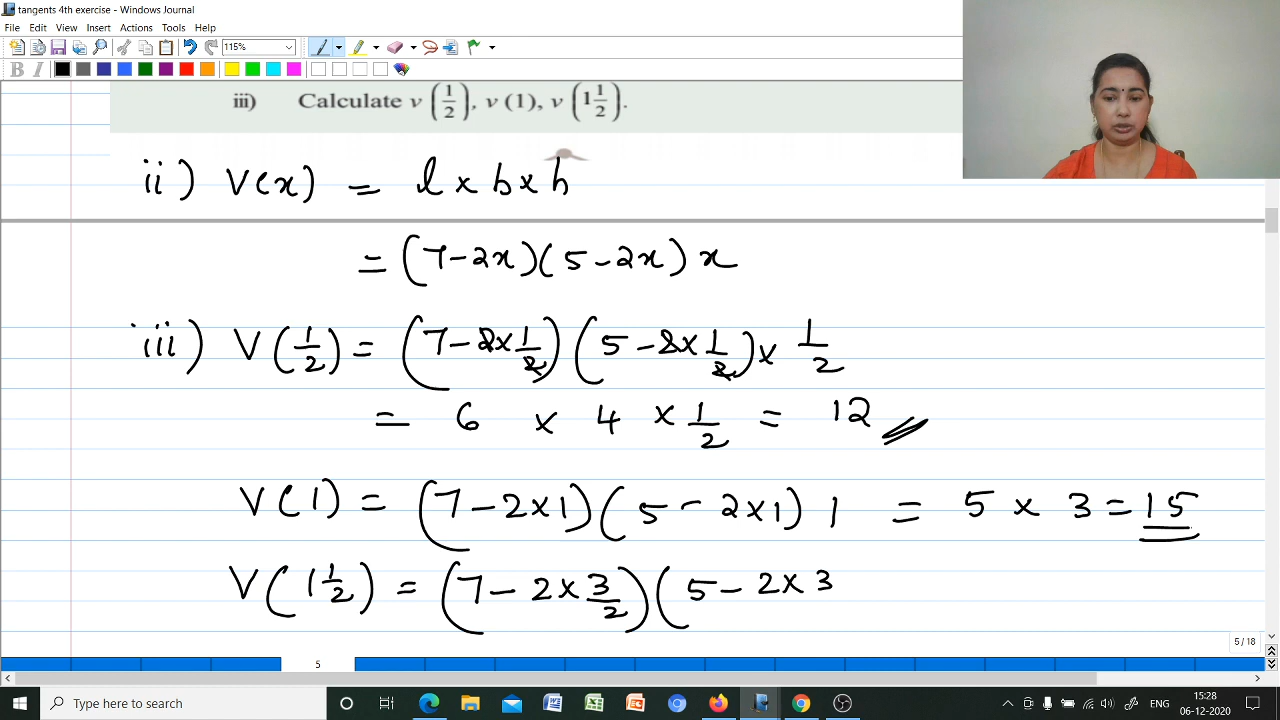 tangents 4th exercise - Windows Journal
File Edit View Insert Actions Tools Help
115%
B I
iii) Calculate v (1/2), v (1), v (1 1/2).
ii) V(x) = l x b x h
= (7-2x)(5-2x) x
iii) V(1/2) = (7-2x1/2)(5-2x1/2) x 1/2
= 6 x 4 x 1/2 = 12
V(1) = (7-2x1)(5-2x1) 1 = 5 x 3 = 15
V(1 1/2) = (7-2x3/2)(5-2x3
5 / 18
5
Type here to search
ENG
15:28
06-12-2020